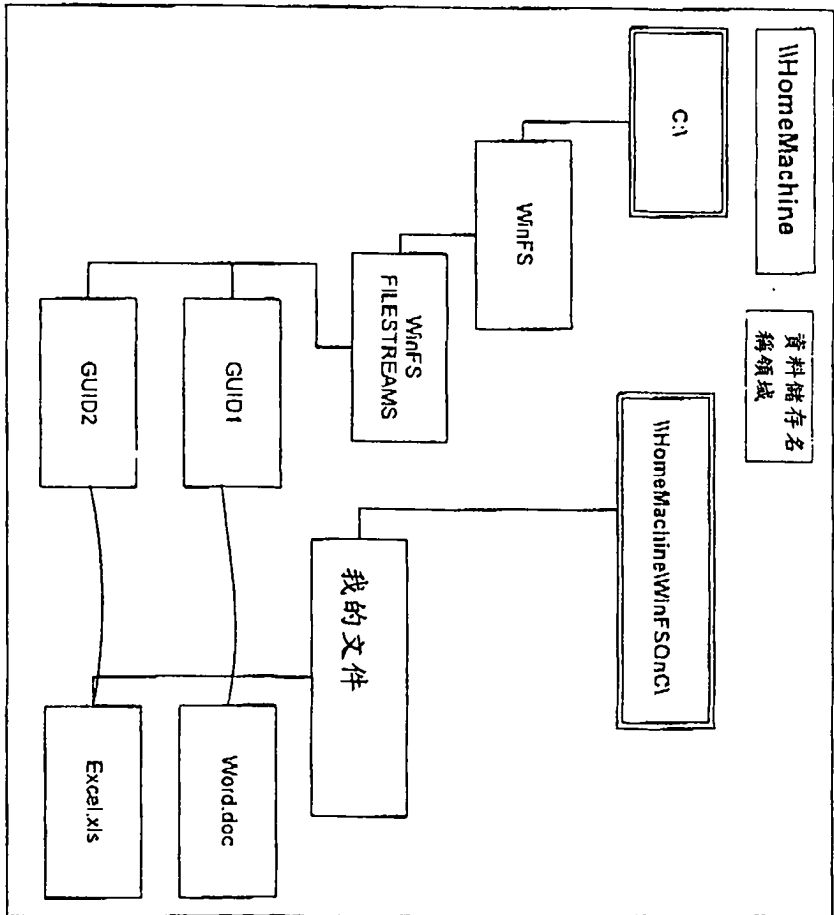 \\HomeMachine
資料儲存名
稱領域
C:\
\\HomeMachine\WinFSOnC\
WinFS
WinFS
FILESTREAMS
我的文件
GUID1
Word.doc
GUID2
Excel.xls